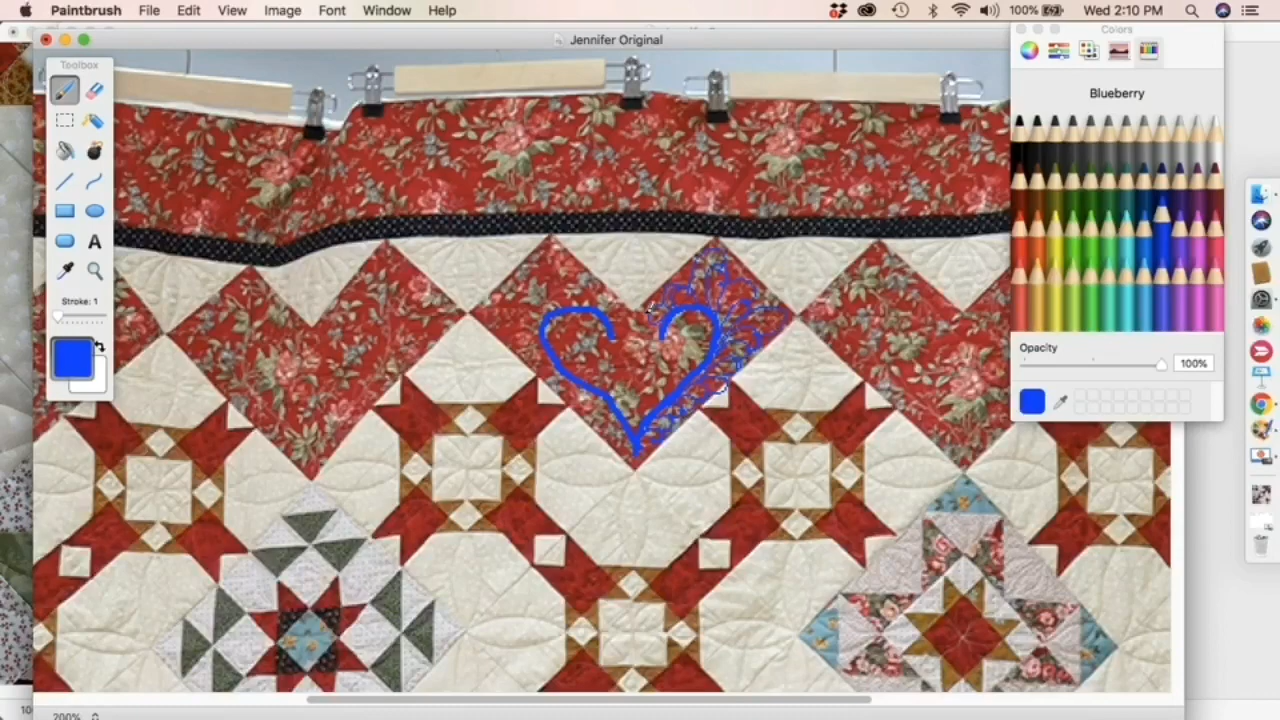 Paintbrush File Edit View Image Font Window Help 100% Wed 2:10 PM
Jennifer Original
Colors
Toolbox
Blueberry
A
Stroke: 1
Opacity
100%
200%